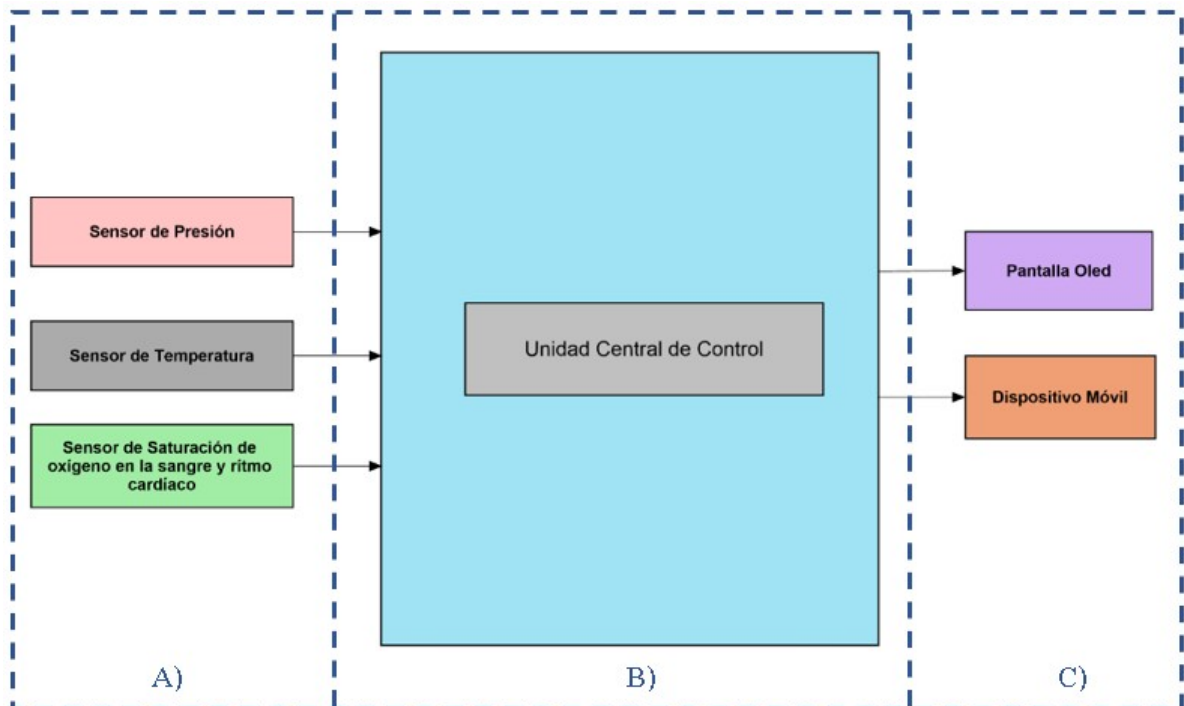 Sensor de Presión
Sensor de Temperatura
Sensor de Saturación de
oxígeno en la sangre y ritmo
cardíaco
Unidad Central de Control
Pantalla Oled
Dispositivo Móvil
A)
B)
C)